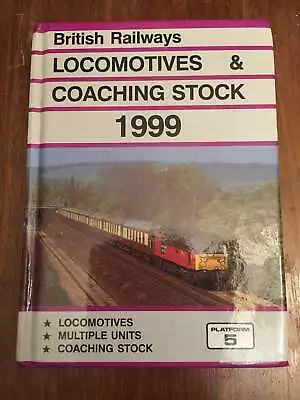 British Railways
LOCOMOTIVES &
COACHING STOCK
1999
★ LOCOMOTIVES
★ MULTIPLE UNITS
★ COACHING STOCK
PLATFORM
5